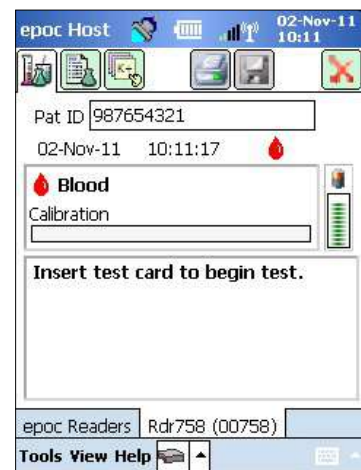 epoc Host 02-Nov-11
10:11
K+
Pat ID 987654321
02-Nov-11 10:11:17
Blood
Calibration
Insert test card to begin test.
epoc Readers Rdr758 (00758)
Tools View Help